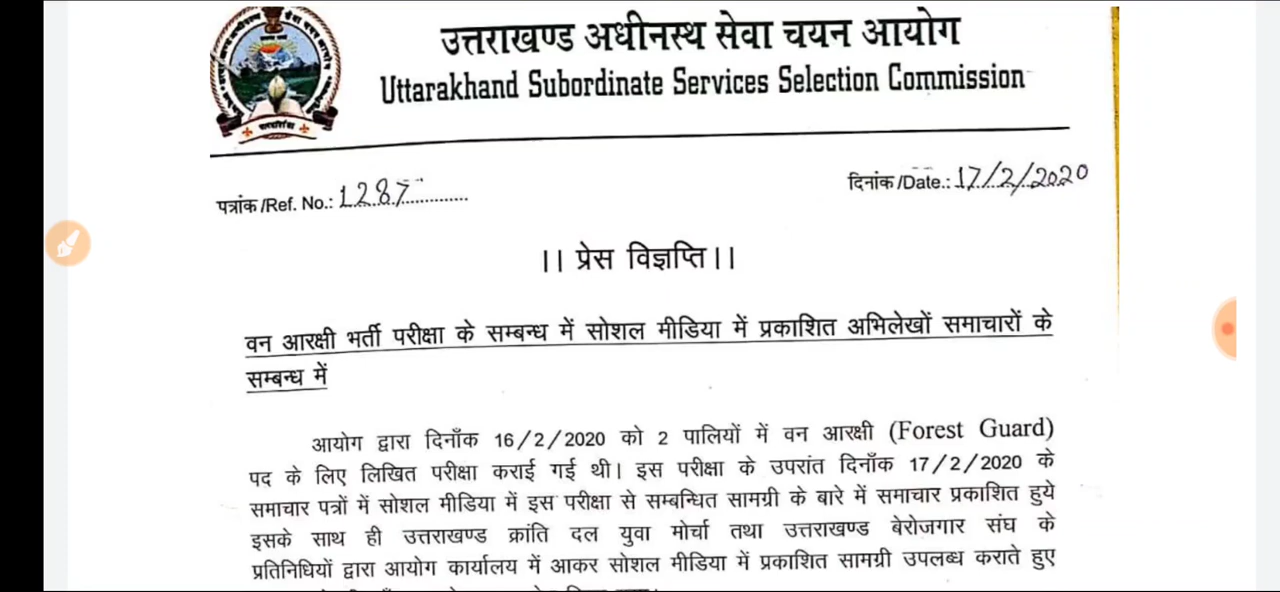 उत्तराखण्ड अधीनस्थ सेवा चयन आयोग
Uttarakhand Subordinate Services Selection Commission
पत्रांक /Ref. No.: 1287
दिनांक /Date.: 17/2/2020
।। प्रेस विज्ञप्ति।।
वन आरक्षी भर्ती परीक्षा के सम्बन्ध में सोशल मीडिया में प्रकाशित अभिलेखों समाचारों के
सम्बन्ध में
आयोग द्वारा दिनाँक 16/2/2020 को 2 पालियों में वन आरक्षी (Forest Guard)
पद के लिए लिखित परीक्षा कराई गई थी। इस परीक्षा के उपरांत दिनाँक 17/2/2020 के
समाचार पत्रों में सोशल मीडिया में इस परीक्षा से सम्बन्धित सामग्री के बारे में समाचार प्रकाशित हुये
इसके साथ ही उत्तराखण्ड क्रांति दल युवा मोर्चा तथा उत्तराखण्ड बेरोजगार संघ के
प्रतिनिधियों द्वारा आयोग कार्यालय में आकर सोशल मीडिया में प्रकाशित सामग्री उपलब्ध कराते हुए